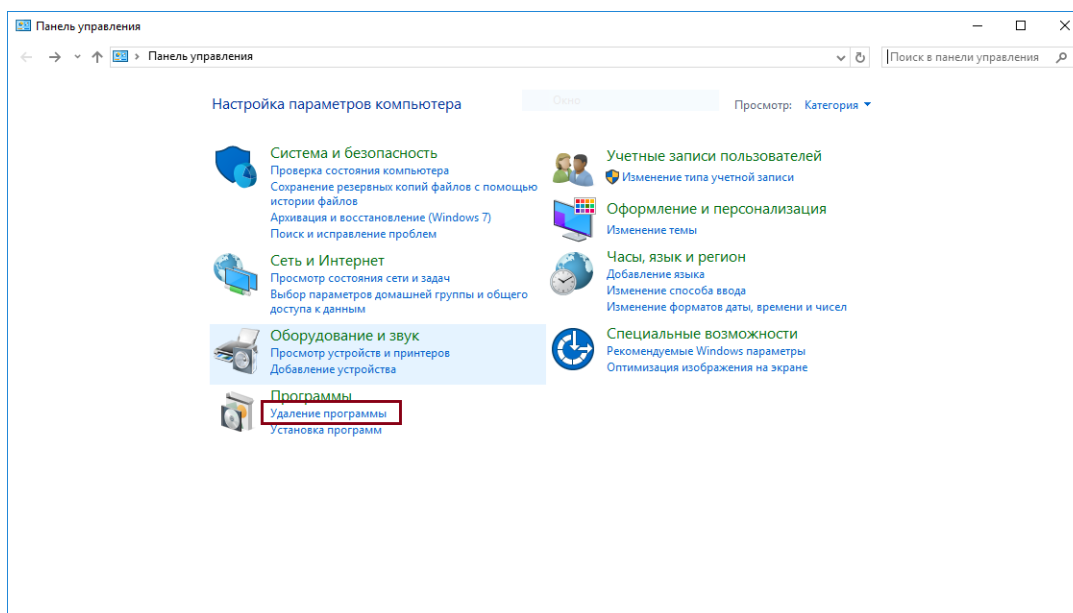 Панель управления
Панель управления
Поиск в панели управления
Настройка параметров компьютера
Окно
Просмотр: Категория
Система и безопасность
Проверка состояния компьютера
Сохранение резервных копий файлов с помощью
истории файлов
Архивация и восстановление (Windows 7)
Поиск и исправление проблем
Сеть и Интернет
Просмотр состояния сети и задач
Выбор параметров домашней группы и общего
доступа к данным
Оборудование и звук
Просмотр устройств и принтеров
Добавление устройства
Программы
Удаление программы
Установка программ
Учетные записи пользователей
Изменение типа учетной записи
Оформление и персонализация
Изменение темы
Часы, язык и регион
Добавление языка
Изменение способа ввода
Изменение форматов даты, времени и чисел
Специальные возможности
Рекомендуемые Windows параметры
Оптимизация изображения на экране